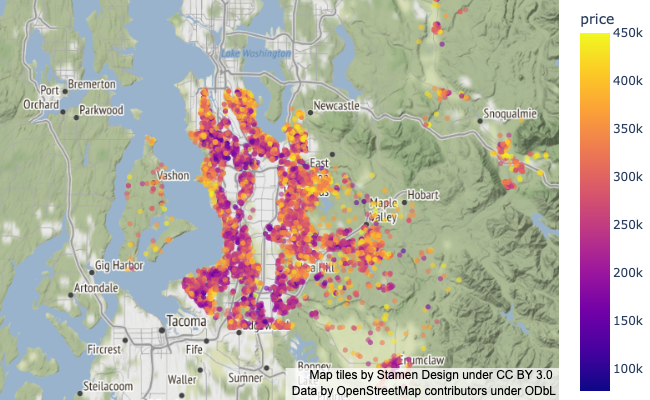 price
450k
400k
350k
300k
250k
200k
150k
100k
Lake Washington
Port
Orchard
Bremerton
Parkwood
Newcastle
Snoqualmie
East
Vashon
Hobart
Maple
Valley
Gig Harbor
Artondale
Tacoma
Fircrest
Fife
Waller
Sumner
Bonney
Steilacoom
Map tiles by Stamen Design under CC BY 3.0
Data by OpenStreetMap contributors under ODbL